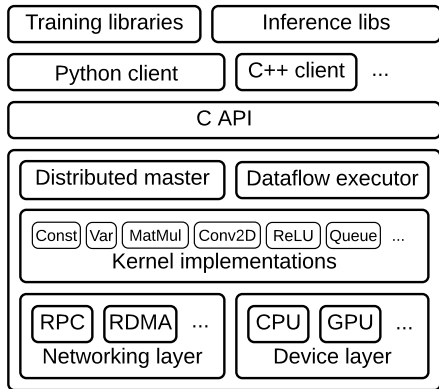 Training libraries Inference libs
Python client C++ client ...
C API
Distributed master Dataflow executor
Const Var MatMul Conv2D ReLU Queue ...
Kernel implementations
RPC RDMA ... CPU GPU ...
Networking layer Device layer